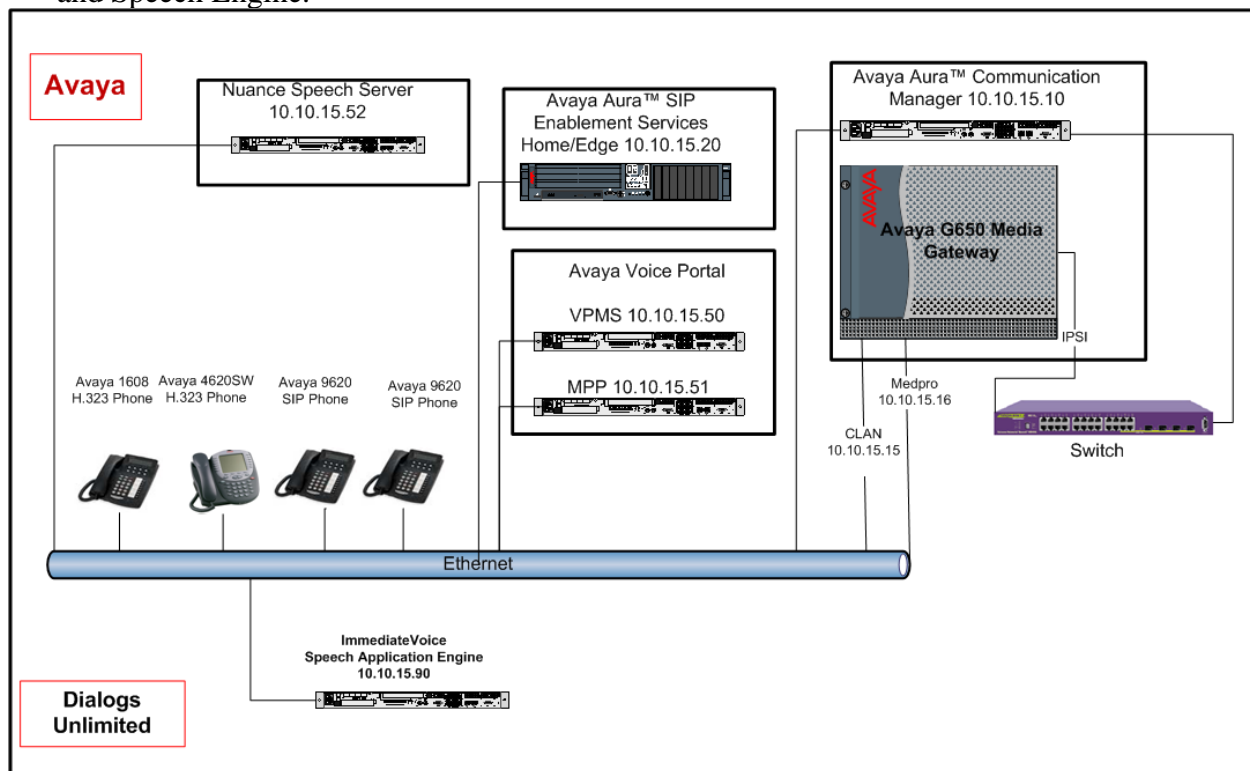 and Speech Engine.
Avaya
Nuance Speech Server
10.10.15.52
Avaya Aura™ SIP
Enablement Services
Home/Edge 10.10.15.20
Avaya Aura™ Communication
Manager 10.10.15.10
AVAYA
Avaya G650 Media
Gateway
Avaya Voice Portal
VPMS 10.10.15.50
MPP 10.10.15.51
IPSI
Medpro
10.10.15.16
CLAN
10.10.15.15
Switch
Avaya 1608
H.323 Phone
Avaya 4620SW
H.323 Phone
Avaya 9620
SIP Phone
Avaya 9620
SIP Phone
Ethernet
ImmediateVoice
Speech Application Engine
10.10.15.90
Dialogs
Unlimited